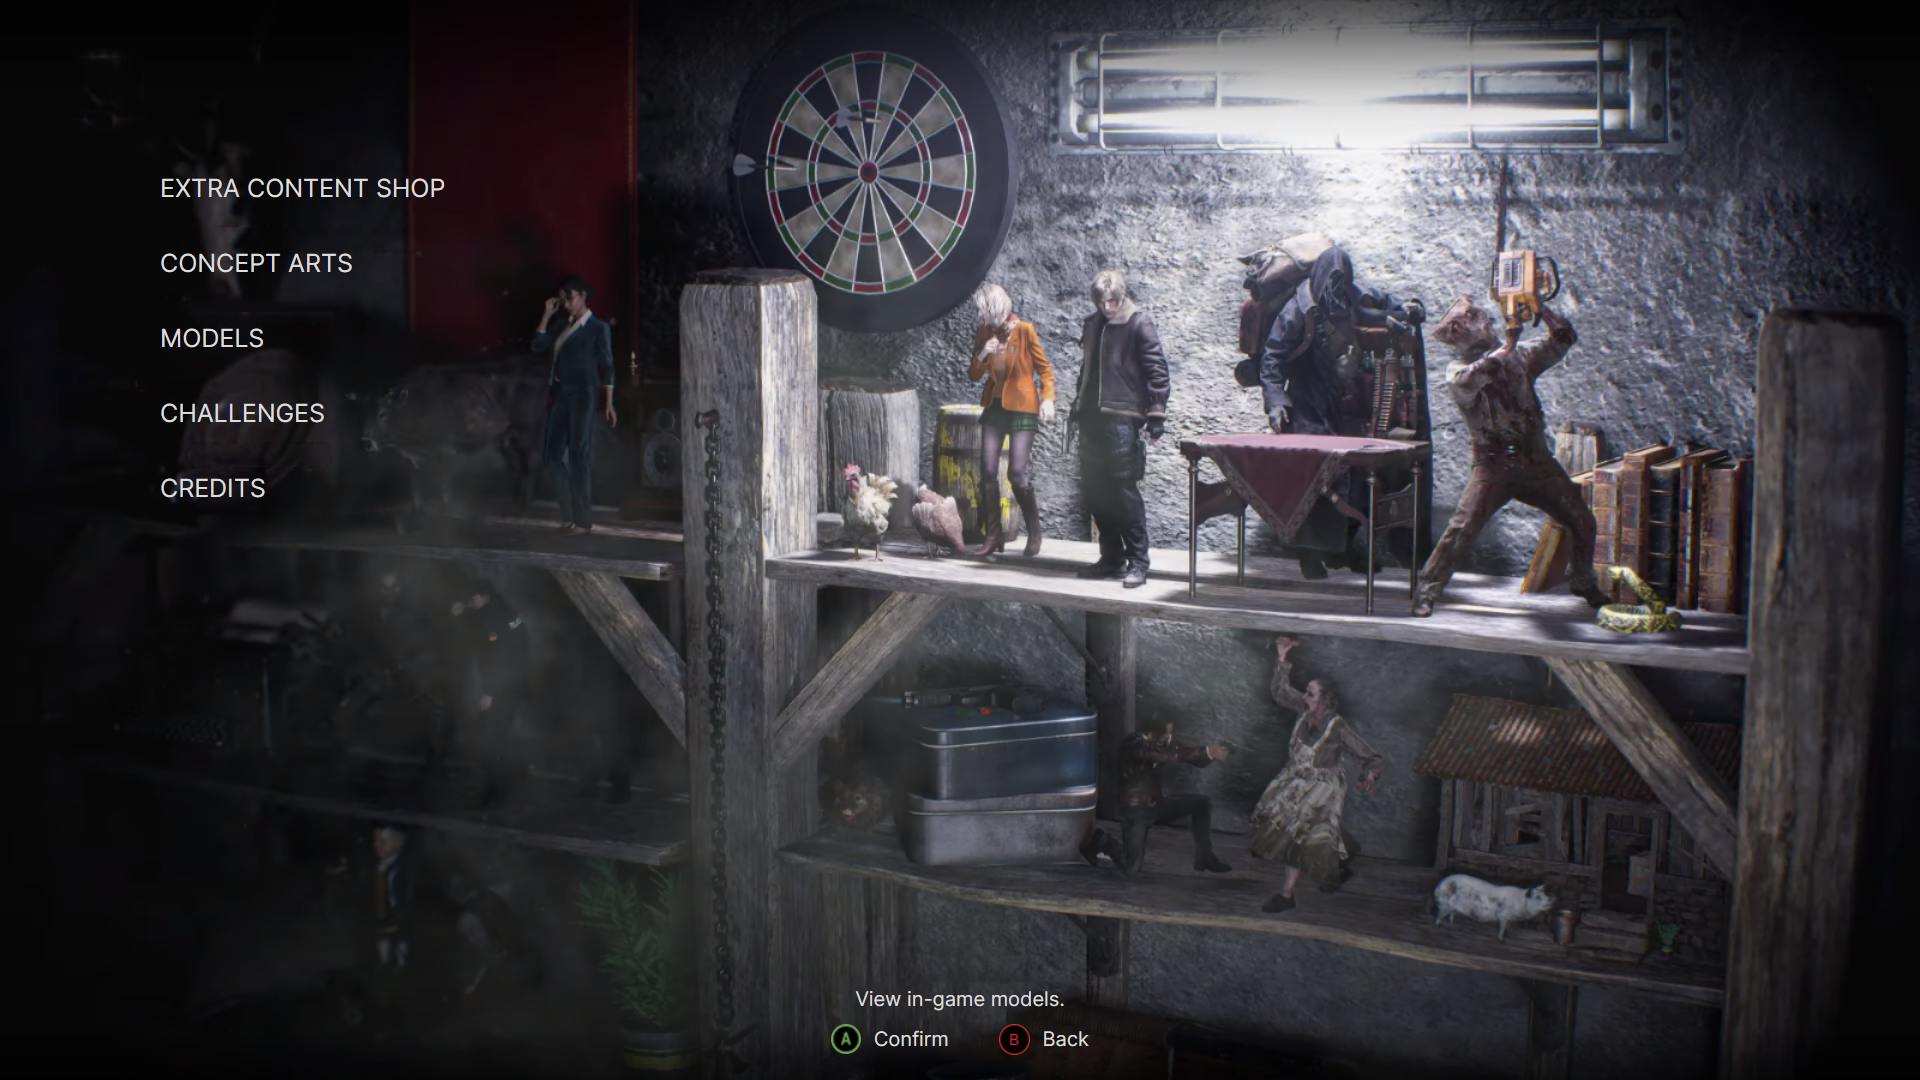 EXTRA CONTENT SHOP
CONCEPT ARTS
MODELS
CHALLENGES
CREDITS
View in-game models.
A Confirm B Back